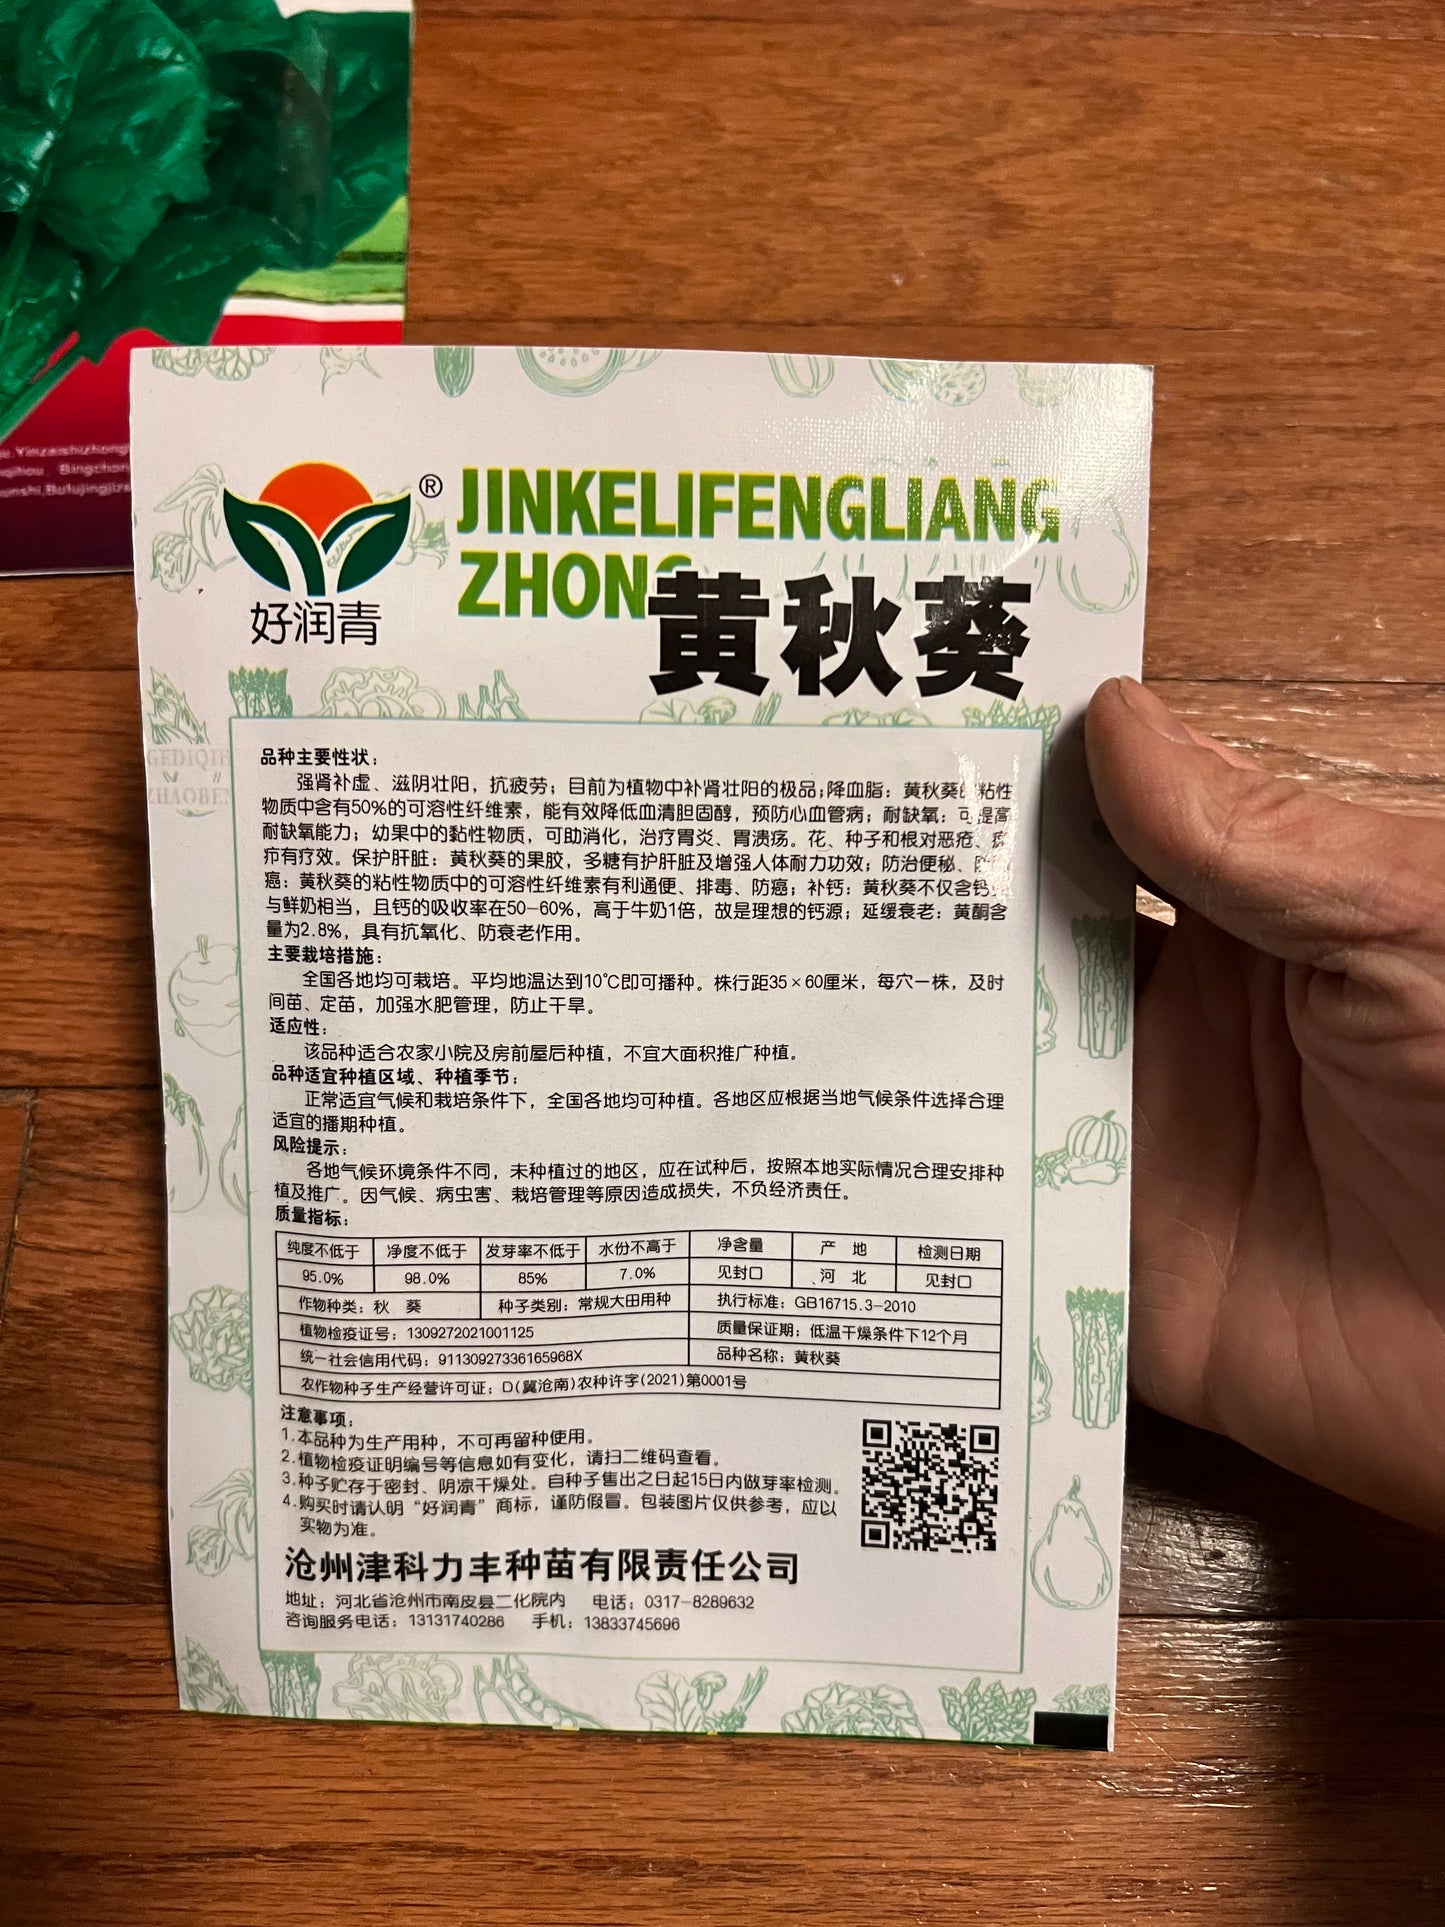 Yinzaishizhong
Bingchon
onshi,Bufujingjiz
®
JINKELIFENGLIANG
ZHONG
好润青
黄秋葵
GEDIQIH
ZHAOBEN
品种主要性状：
强肾补虚、滋阴壮阳，抗疲劳；目前为植物中补肾壮阳的极品；降血脂：黄秋葵的粘性
物质中含有50%的可溶性纤维素，能有效降低血清胆固醇，预防心血管病；耐缺氧：可提高
耐缺氧能力；幼果中的黏性物质，可助消化，治疗胃炎、胃溃疡。花、种子和根对恶疮、痈
疖有疗效。保护肝脏：黄秋葵的果胶，多糖有护肝脏及增强人体耐力功效；防治便秘、防
癌：黄秋葵的粘性物质中的可溶性纤维素有利通便、排毒、防癌；补钙：黄秋葵不仅含钙
与鲜奶相当，且钙的吸收率在50-60%，高于牛奶1倍，故是理想的钙源；延缓衰老：黄酮含
量为2.8%，具有抗氧化、防衰老作用。
主要栽培措施：
全国各地均可栽培。平均地温达到10℃即可播种。株行距35×60厘米，每穴一株，及时
间苗、定苗，加强水肥管理，防止干旱。
适应性：
该品种适合农家小院及房前屋后种植，不宜大面积推广种植。
品种适宜种植区域、种植季节：
正常适宜气候和栽培条件下，全国各地均可种植。各地区应根据当地气候条件选择合理
适宜的播期种植。
风险提示：
各地气候环境条件不同，未种植过的地区，应在试种后，按照本地实际情况合理安排种
植及推广。因气候、病虫害、栽培管理等原因造成损失，不负经济责任。
质量指标：
纯度不低于 净度不低于 发芽率不低于 水份不高于 净含量 产 地 检测日期
95.0% 98.0% 85% 7.0% 见封口 河 北 见封口
作物种类：秋 葵 种子类别：常规大田用种 执行标准：GB16715.3-2010
植物检疫证号：1309272021001125 质量保证期：低温干燥条件下12个月
统一社会信用代码：91130927336165968X 品种名称：黄秋葵
农作物种子生产经营许可证：D(冀沧南)农种许字(2021)第0001号
注意事项：
1.本品种为生产用种，不可再留种使用。
2.植物检疫证明编号等信息如有变化，请扫二维码查看。
3.种子贮存于密封、阴凉干燥处。自种子售出之日起15日内做芽率检测。
4.购买时请认明“好润青”商标，谨防假冒。包装图片仅供参考，应以
实物为准。
沧州津科力丰种苗有限责任公司
地址：河北省沧州市南皮县二化院内 电话：0317-8289632
咨询服务电话：13131740286 手机：13833745696